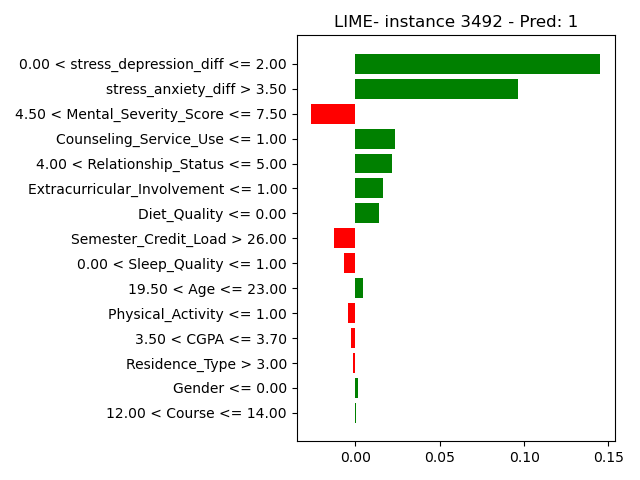 LIME- instance 3492 - Pred: 1
0.00 < stress_depression_diff <= 2.00
stress_anxiety_diff > 3.50
4.50 < Mental_Severity_Score <= 7.50
Counseling_Service_Use <= 1.00
4.00 < Relationship_Status <= 5.00
Extracurricular_Involvement <= 1.00
Diet_Quality <= 0.00
Semester_Credit_Load > 26.00
0.00 < Sleep_Quality <= 1.00
19.50 < Age <= 23.00
Physical_Activity <= 1.00
3.50 < CGPA <= 3.70
Residence_Type > 3.00
Gender <= 0.00
12.00 < Course <= 14.00
0.00 0.05 0.10 0.15